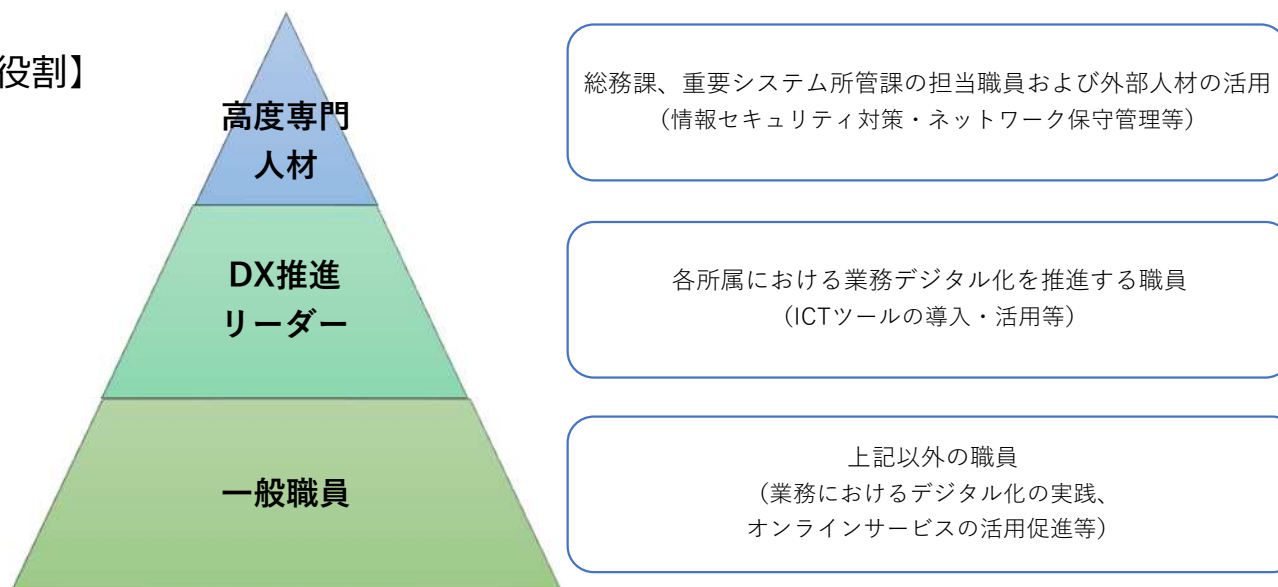 役割】
高度専門
人材
総務課、重要システム所管課の担当職員および外部人材の活用
（情報セキュリティ対策・ネットワーク保守管理等）
DX推進
リーダー
各所属における業務デジタル化を推進する職員
（ICTツールの導入・活用等）
一般職員
上記以外の職員
（業務におけるデジタル化の実践、
オンラインサービスの活用促進等）